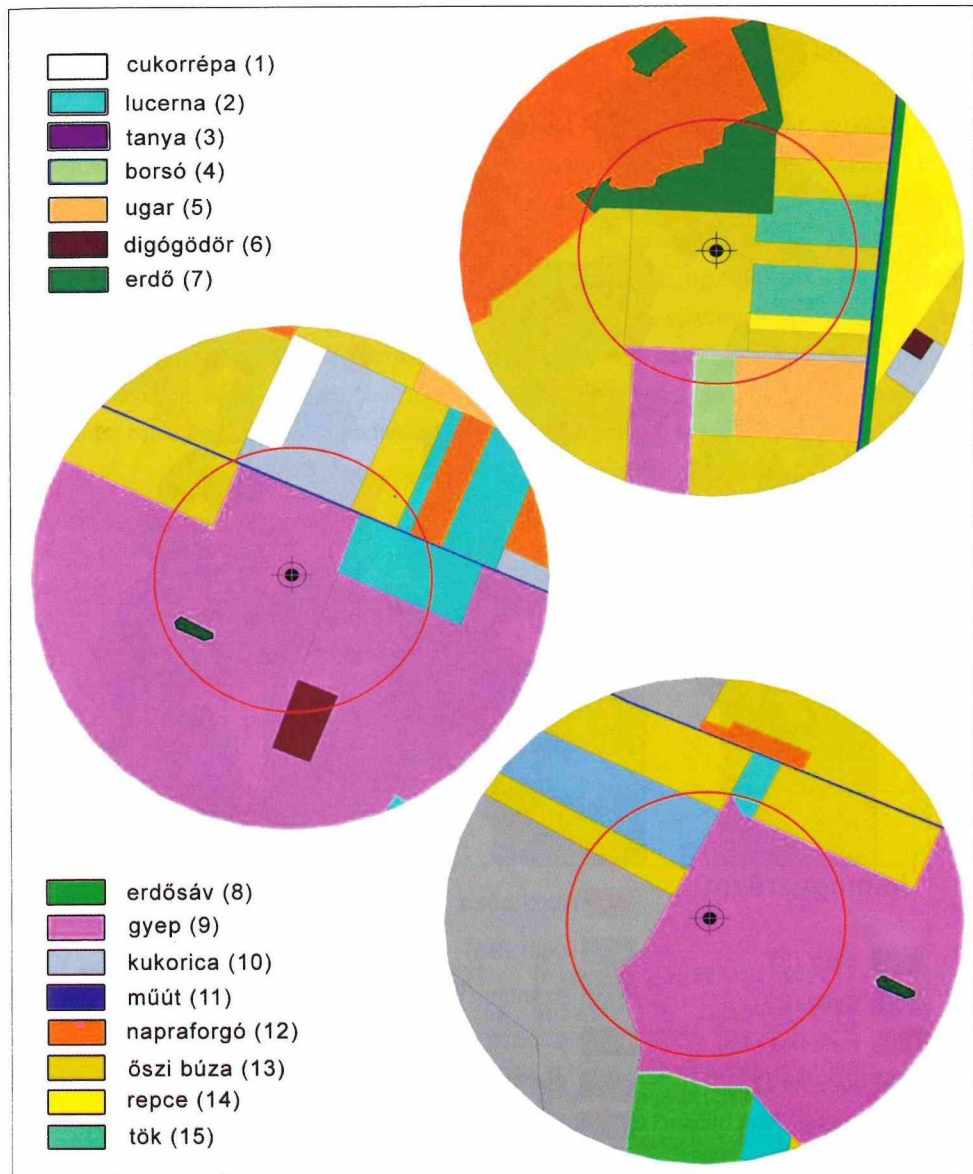 cukorrépa (1)
lucerna (2)
tanya (3)
borsó (4)
ugar (5)
digógödör (6)
erdő (7)
erdősáv (8)
gyep (9)
kukorica (10)
műút (11)
napraforgó (12)
őszi búza (13)
repce (14)
tök (15)